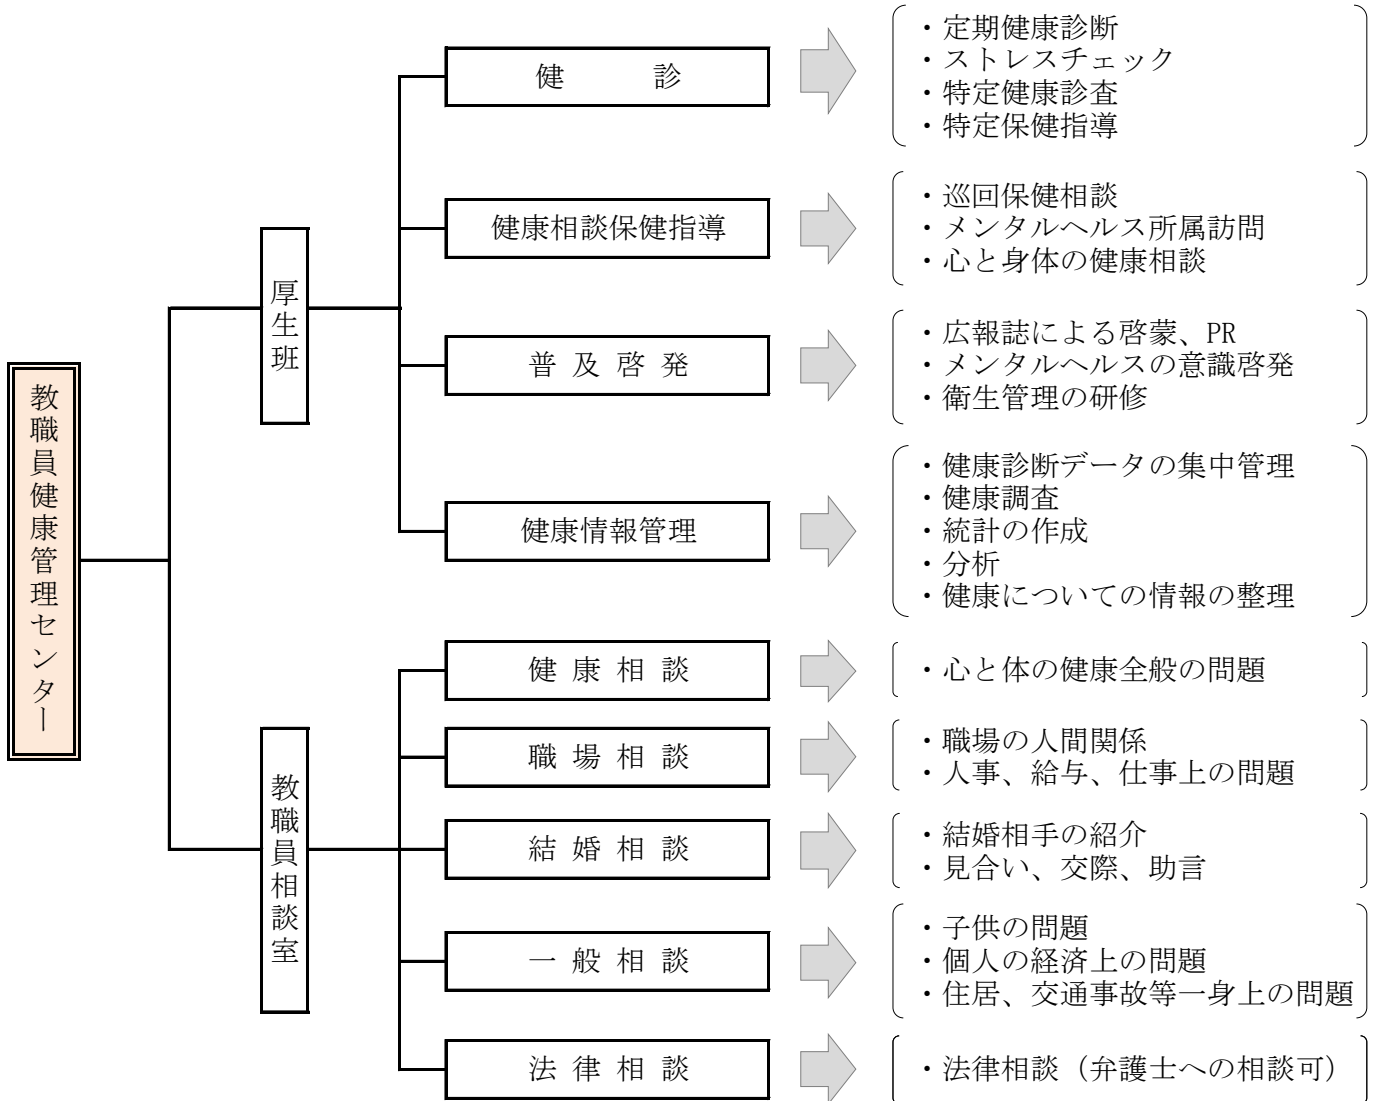 教職員健康管理センター
厚生班
健　　診
・定期健康診断
・ストレスチェック
・特定健康診査
・特定保健指導
健康相談保健指導
・巡回保健相談
・メンタルヘルス所属訪問
・心と身体の健康相談
普 及 啓 発
・広報誌による啓蒙、PR
・メンタルヘルスの意識啓発
・衛生管理の研修
健康情報管理
・健康診断データの集中管理
・健康調査
・統計の作成
・分析
・健康についての情報の整理
教職員相談室
健 康 相 談
・心と体の健康全般の問題
職 場 相 談
・職場の人間関係
・人事、給与、仕事上の問題
結 婚 相 談
・結婚相手の紹介
・見合い、交際、助言
一 般 相 談
・子供の問題
・個人の経済上の問題
・住居、交通事故等一身上の問題
法 律 相 談
・法律相談（弁護士への相談可）